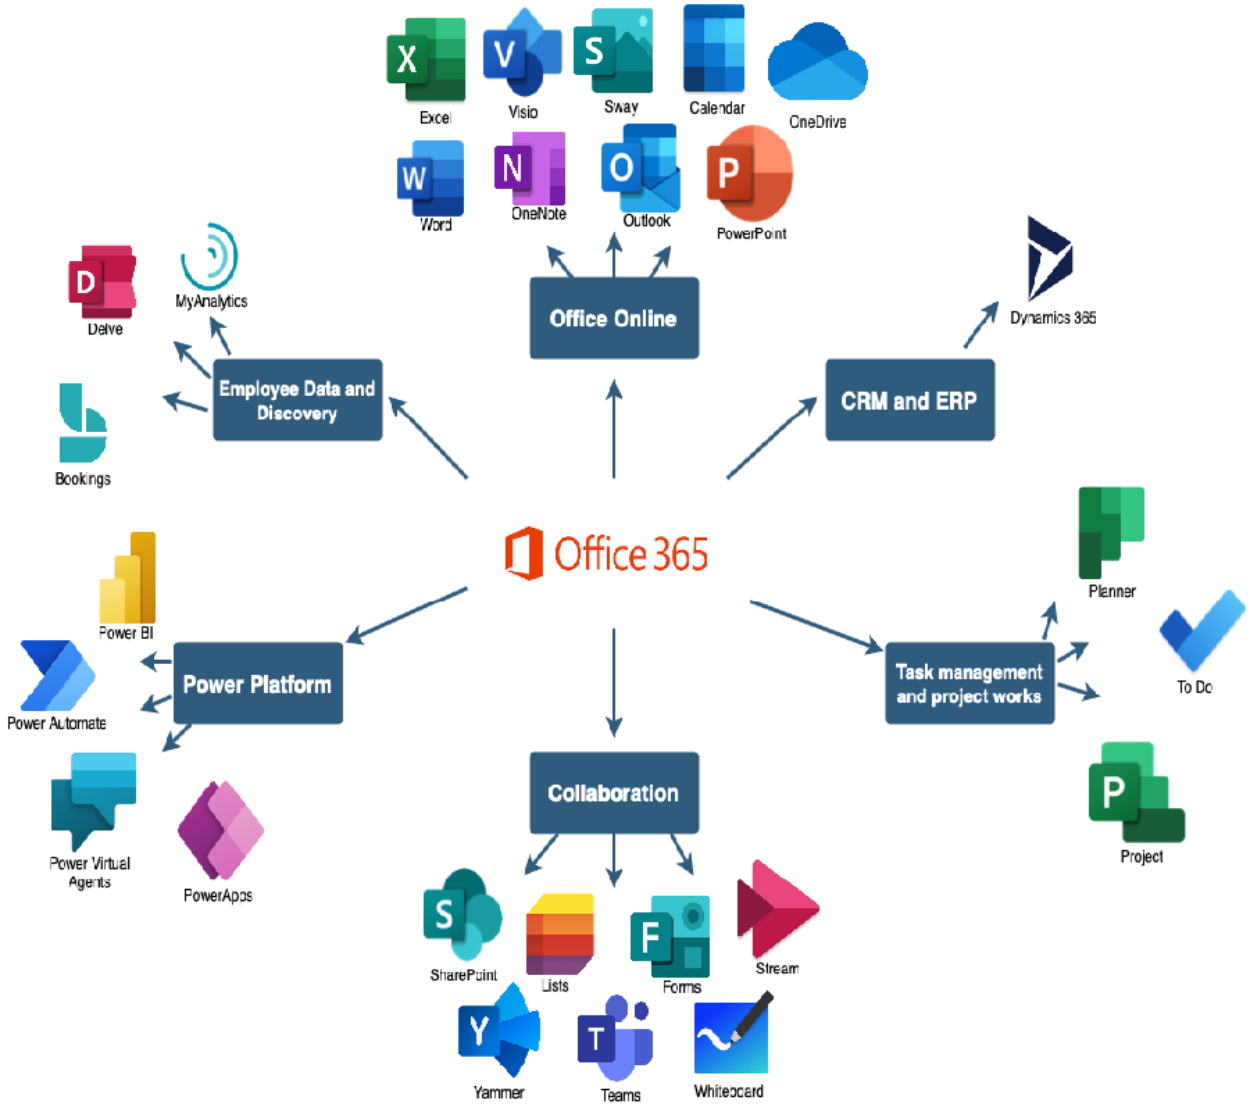 X
V
S
Excel
Visio
Sway
Calendar
OneDrive
W
N
O
P
Word
OneNote
Outlook
PowerPoint
Office Online
D
Delve
MyAnalytics
Bookings
Employee Data and
Discovery
Dynamics 365
CRM and ERP
Office 365
Power BI
Power Automate
Power Virtual
Agents
PowerApps
Power Platform
Planner
To Do
P
Project
Task management
and project works
Collaboration
S
F
SharePoint
Lists
Forms
Stream
Y
T
Yammer
Teams
Whiteboard